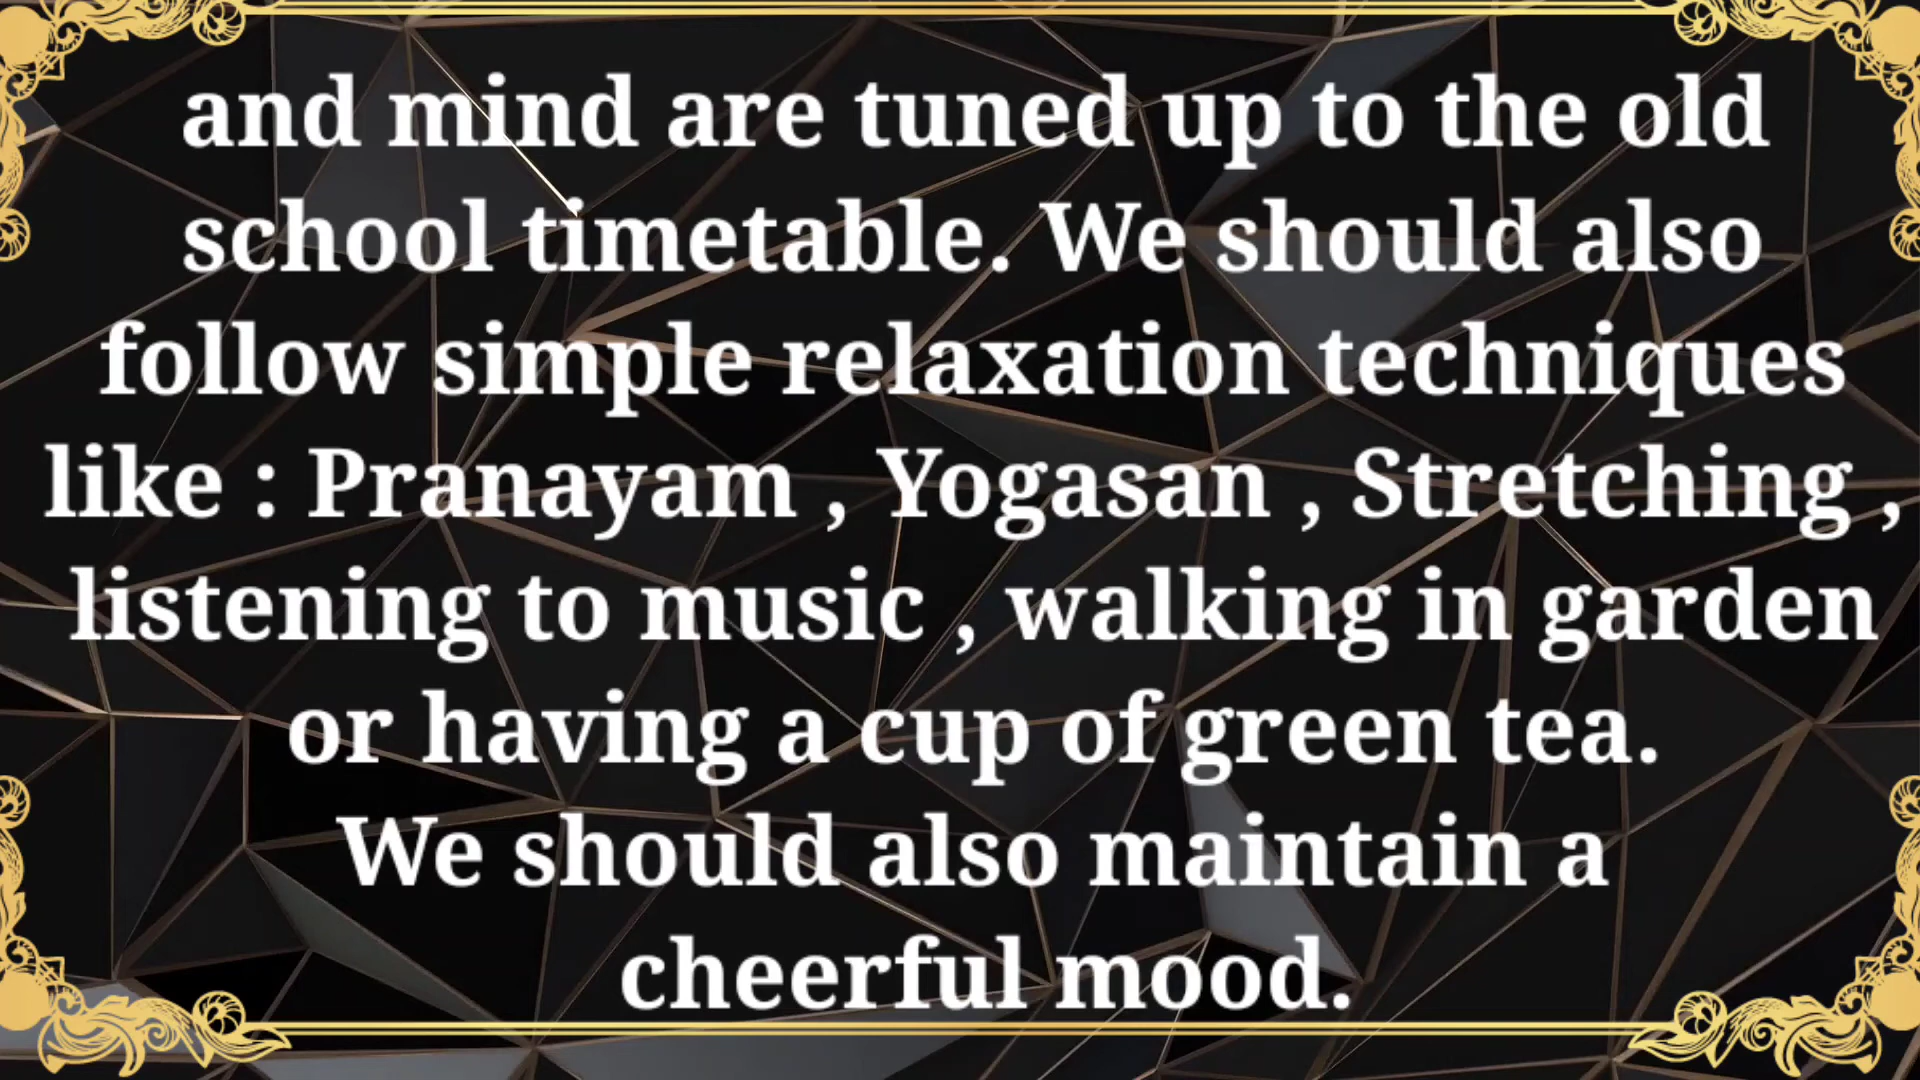 and mind are tuned up to the old
school timetable. We should also
follow simple relaxation techniques
like : Pranayam , Yogasan , Stretching ,
listening to music , walking in garden
or having a cup of green tea.
We should also maintain a
cheerful mood.